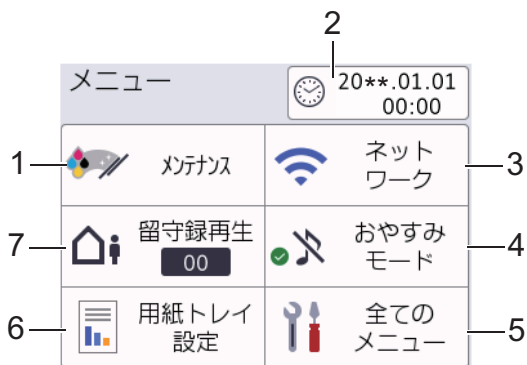 2
メニュー
20**.01.01
00:00
1
メンテナンス
ネット
ワーク
3
7
留守録再生
00
おやすみ
モード
4
6
用紙トレイ
設定
全ての
メニュー
5